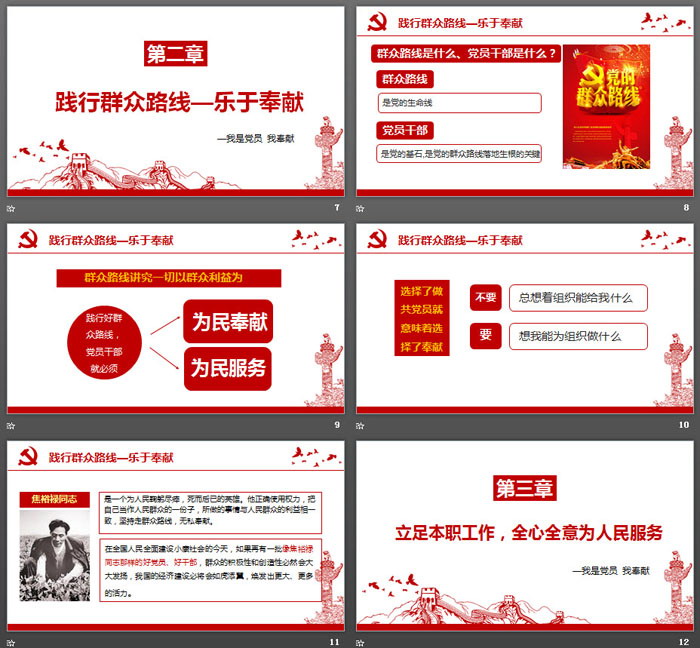 第二章
践行群众路线—乐于奉献
—我是党员 我奉献
7
践行群众路线—乐于奉献
群众路线是什么、党员干部是什么？
群众路线
是党的生命线
党员干部
是党的基石,是党的群众路线落地生根的关键
党的
群众路线
8
践行群众路线—乐于奉献
群众路线讲究一切以群众利益为
践行好群
众路线，
党员干部
就必须
为民奉献
为民服务
9
践行群众路线—乐于奉献
选择了做
共党员就
意味着选
择了奉献
不要
总想着组织能给我什么
要
想我能为组织做什么
10
践行群众路线—乐于奉献
焦裕禄同志
是一个为人民鞠躬尽瘁，死而后已的英雄。他正确使用权力，把
自己当作人民群众的一份子，所做的事情与人民群众的利益相一
致，坚持走群众路线，无私奉献。
在全国人民全面建设小康社会的今天，如果再有一批像焦裕禄
同志那样的好党员、好干部，群众的积极性和创造性必然会大
大发扬，我国的经济建设必将会如虎添翼，焕发出更大、更多
的活力。
11
第三章
立足本职工作，全心全意为人民服务
—我是党员 我奉献
12